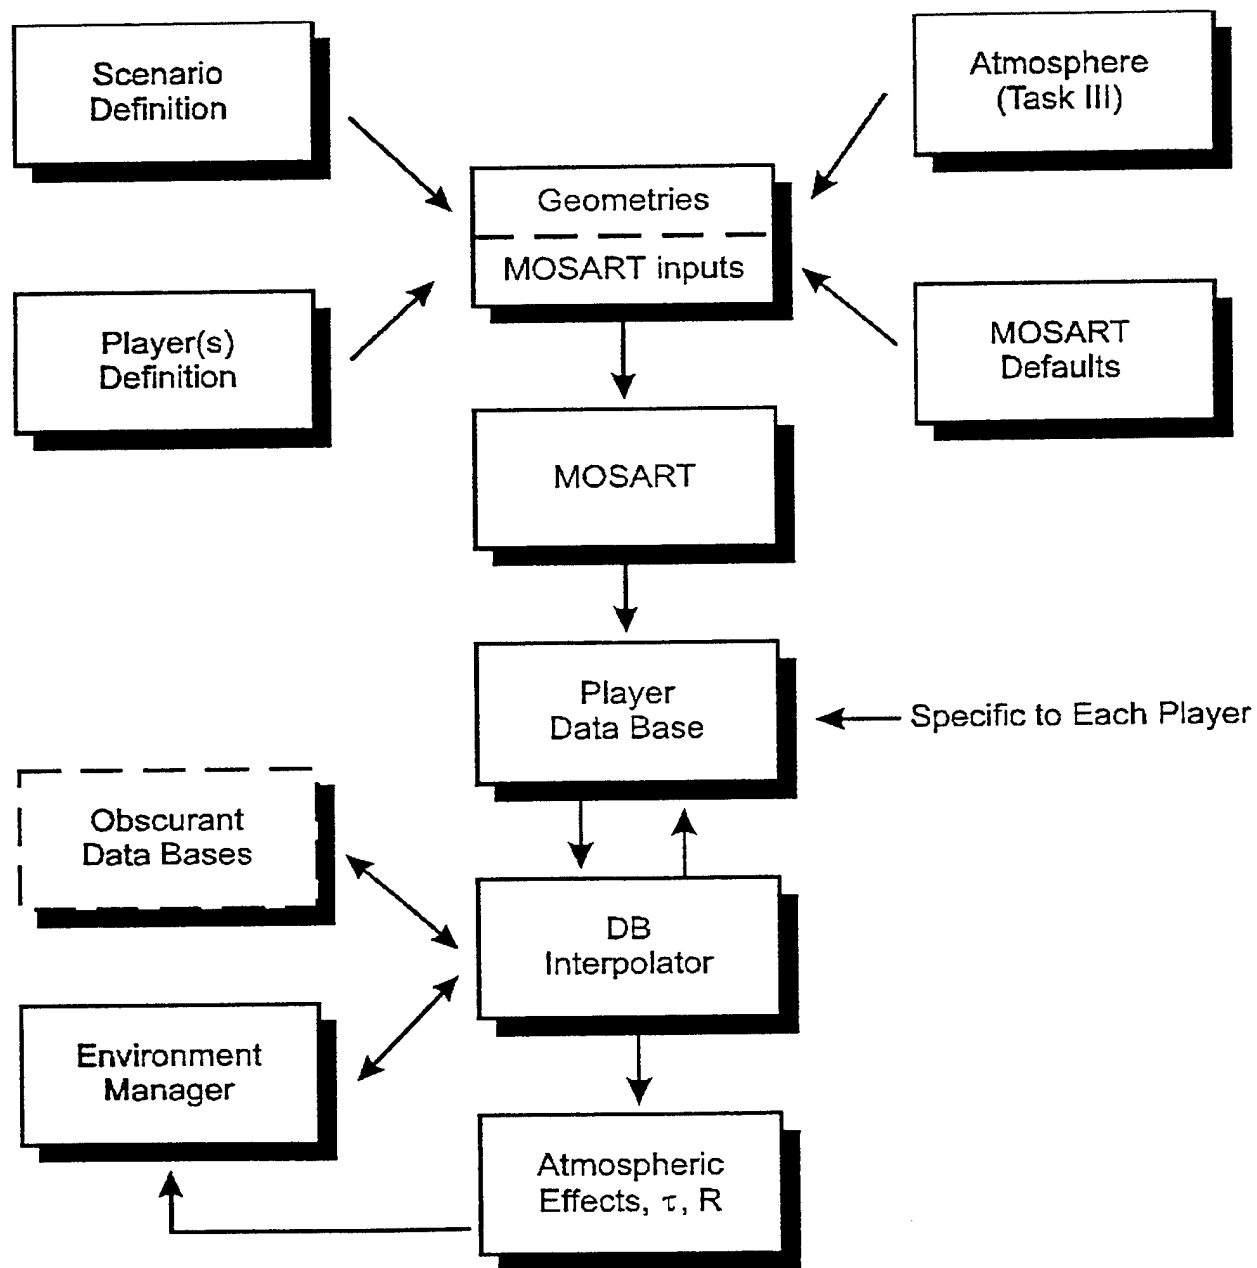 Scenario
Definition
Atmosphere
(Task III)
Geometries
MOSART inputs
Player(s)
Definition
MOSART
Defaults
MOSART
Player
Data Base
Specific to Each Player
Obscurant
Data Bases
DB
Interpolator
Environment
Manager
Atmospheric
Effects, τ, R